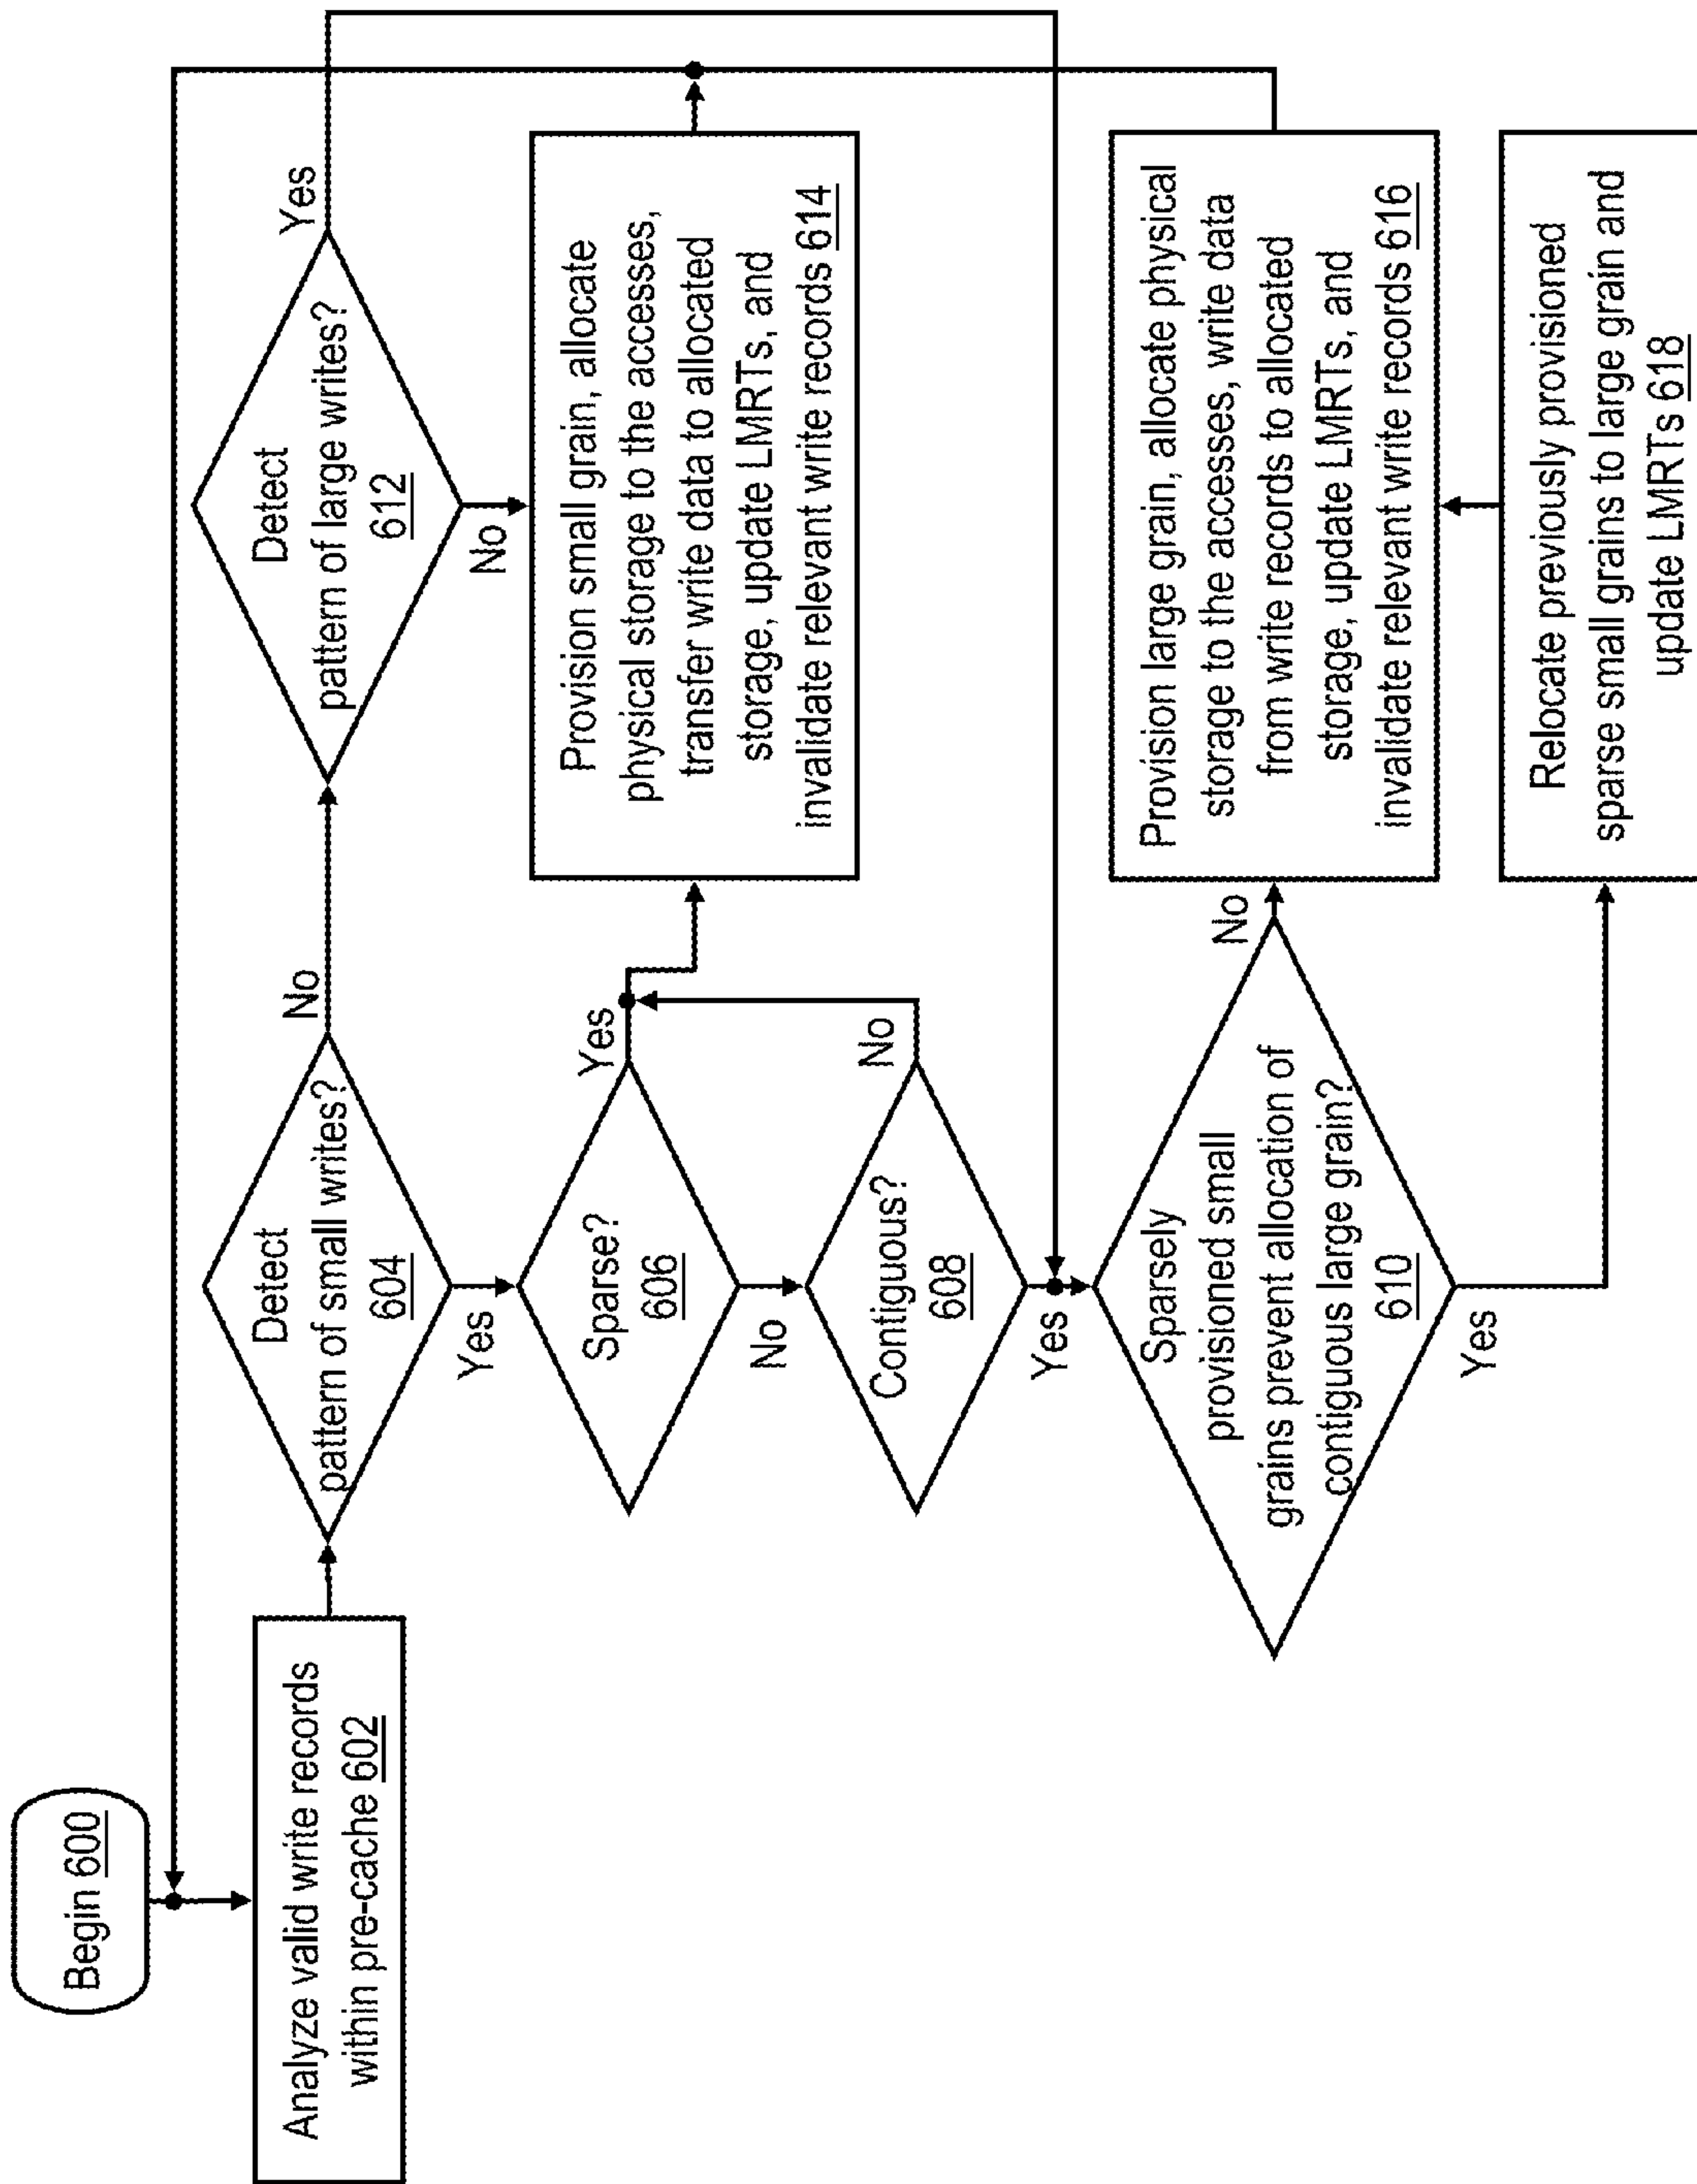 Begin 600
Analyze valid write records
within pre-cache 602
Detect
pattern of small writes?
604
No
Yes
Detect
pattern of large writes?
612
Yes
No
Sparse?
606
Yes
No
Provision small grain, allocate
physical storage to the accesses,
transfer write data to allocated
storage, update LMRTs, and
invalidate relevant write records 614
Contiguous?
608
No
Yes
Sparsely
provisioned small
grains prevent allocation of
contiguous large grain?
610
No
Yes
Provision large grain, allocate physical
storage to the accesses, write data
from write records to allocated
storage, update LMRTs, and
invalidate relevant write records 616
Relocate previously provisioned
sparse small grains to large grain and
update LMRTs 618